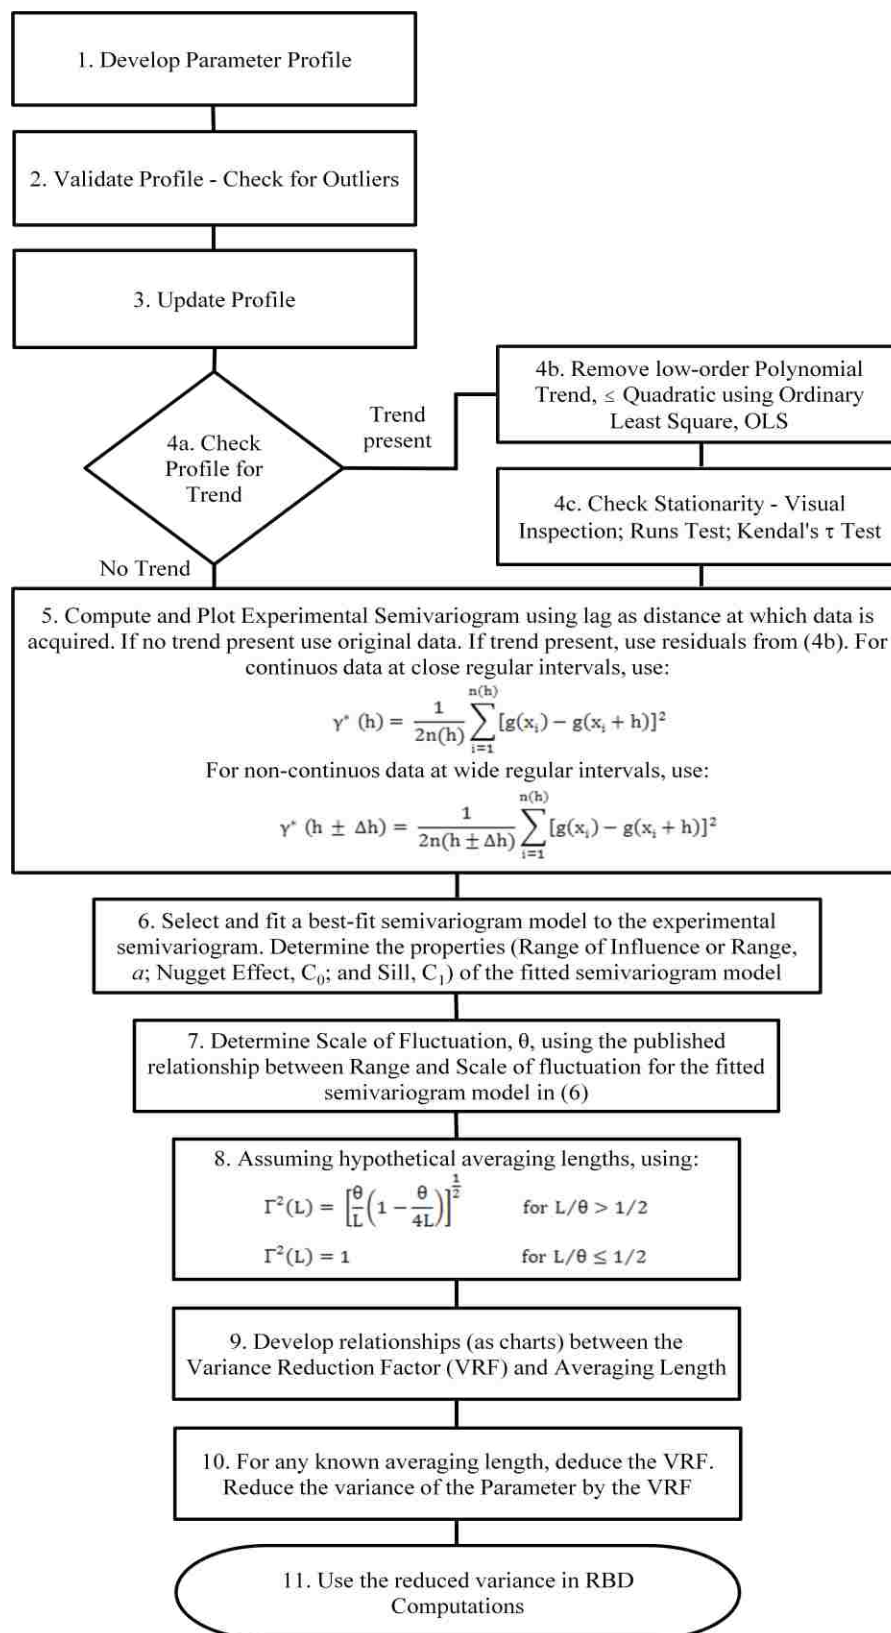 1. Develop Parameter Profile
2. Validate Profile - Check for Outliers
3. Update Profile
4a. Check
Profile for
Trend
Trend
present
4b. Remove low-order Polynomial
Trend, ≤ Quadratic using Ordinary
Least Square, OLS
4c. Check Stationarity - Visual
Inspection; Runs Test; Kendal's τ Test
No Trend
5. Compute and Plot Experimental Semivariogram using lag as distance at which data is
acquired. If no trend present use original data. If trend present, use residuals from (4b). For
continuos data at close regular intervals, use:
γ* (h) = 1/2n(h) ∑_{i=1}^{n(h)} [g(x_i) − g(x_i + h)]²
For non-continuos data at wide regular intervals, use:
γ* (h ± Δh) = 1/2n(h ± Δh) ∑_{i=1}^{n(h)} [g(x_i) − g(x_i + h)]²
6. Select and fit a best-fit semivariogram model to the experimental
semivariogram. Determine the properties (Range of Influence or Range,
a; Nugget Effect, C₀; and Sill, C₁) of the fitted semivariogram model
7. Determine Scale of Fluctuation, θ, using the published
relationship between Range and Scale of fluctuation for the fitted
semivariogram model in (6)
8. Assuming hypothetical averaging lengths, using:
Γ²(L) = [θ/L (1 − θ/4L)]^{1/2} for L/θ > 1/2
Γ²(L) = 1 for L/θ ≤ 1/2
9. Develop relationships (as charts) between the
Variance Reduction Factor (VRF) and Averaging Length
10. For any known averaging length, deduce the VRF.
Reduce the variance of the Parameter by the VRF
11. Use the reduced variance in RBD
Computations